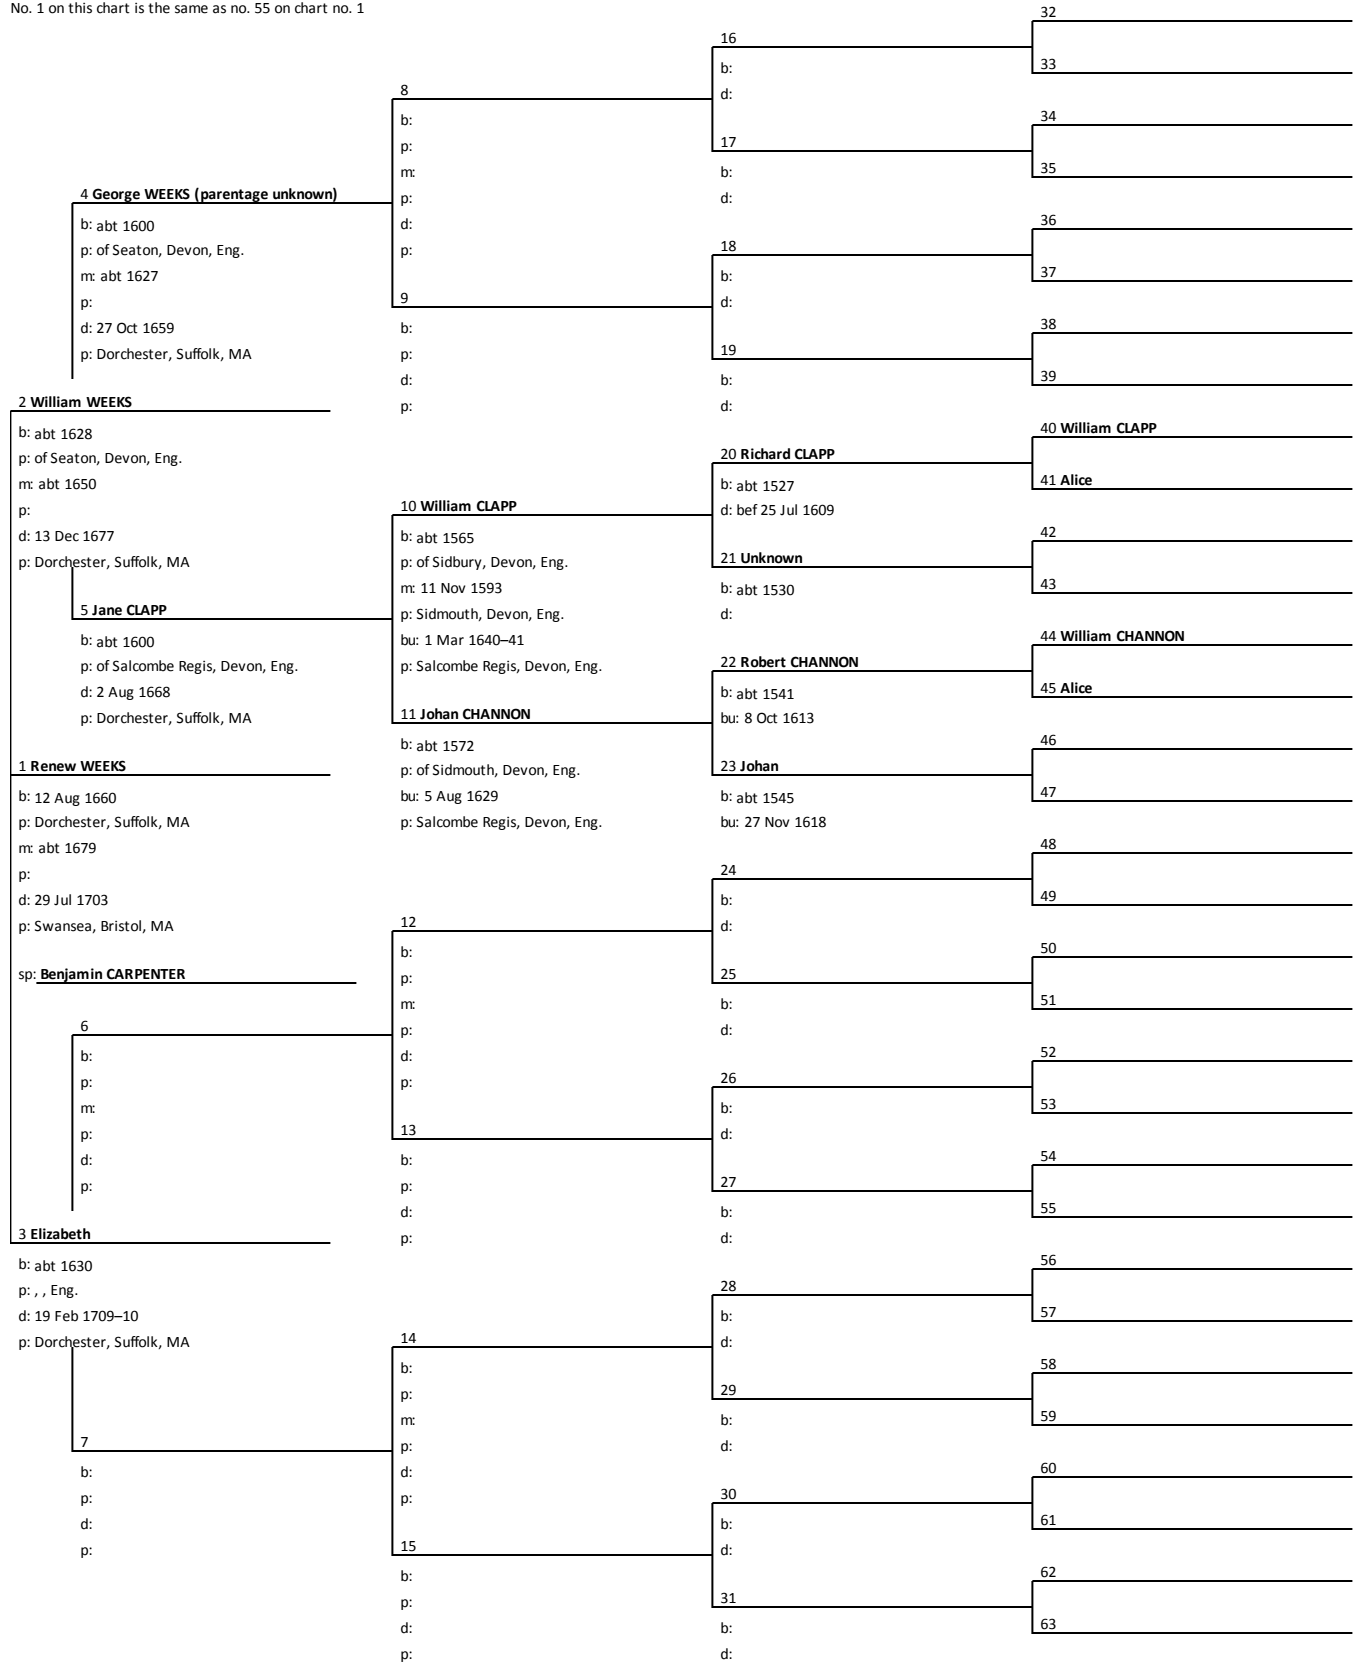 No. 1 on this chart is the same as no. 55 on chart no. 1
2 William WEEKS
b: abt 1628
p: of Seaton, Devon, Eng.
m: abt 1650
p:
d: 13 Dec 1677
p: Dorchester, Suffolk, MA
1 Renew WEEKS
b: 12 Aug 1660
p: Dorchester, Suffolk, MA
m: abt 1679
p:
d: 29 Jul 1703
p: Swansea, Bristol, MA
sp: Benjamin CARPENTER
3 Elizabeth
b: abt 1630
p: , , Eng.
d: 19 Feb 1709–10
p: Dorchester, Suffolk, MA
4 George WEEKS (parentage unknown)
b: abt 1600
p: of Seaton, Devon, Eng.
m: abt 1627
p:
d: 27 Oct 1659
p: Dorchester, Suffolk, MA
5 Jane CLAPP
b: abt 1600
p: of Salcombe Regis, Devon, Eng.
d: 2 Aug 1668
p: Dorchester, Suffolk, MA
6
b:
p:
m:
p:
d:
p:
7
b:
p:
d:
p:
8
b:
p:
m:
p:
d:
p:
9
b:
p:
d:
p:
10 William CLAPP
b: abt 1565
p: of Sidbury, Devon, Eng.
m: 11 Nov 1593
p: Sidmouth, Devon, Eng.
bu: 1 Mar 1640–41
p: Salcombe Regis, Devon, Eng.
11 Johan CHANNON
b: abt 1572
p: of Sidmouth, Devon, Eng.
bu: 5 Aug 1629
p: Salcombe Regis, Devon, Eng.
12
b:
p:
m:
p:
d:
p:
13
b:
p:
d:
p:
14
b:
p:
m:
p:
d:
p:
15
b:
p:
d:
p:
16
b:
d:
17
b:
d:
18
b:
d:
19
b:
d:
20 Richard CLAPP
b: abt 1527
d: bef 25 Jul 1609
21 Unknown
b: abt 1530
d:
22 Robert CHANNON
b: abt 1541
bu: 8 Oct 1613
23 Johan
b: abt 1545
bu: 27 Nov 1618
24
b:
d:
25
b:
d:
26
b:
d:
27
b:
d:
28
b:
d:
29
b:
d:
30
b:
d:
31
b:
d:
32
33
34
35
36
37
38
39
40 William CLAPP
41 Alice
42
43
44 William CHANNON
45 Alice
46
47
48
49
50
51
52
53
54
55
56
57
58
59
60
61
62
63